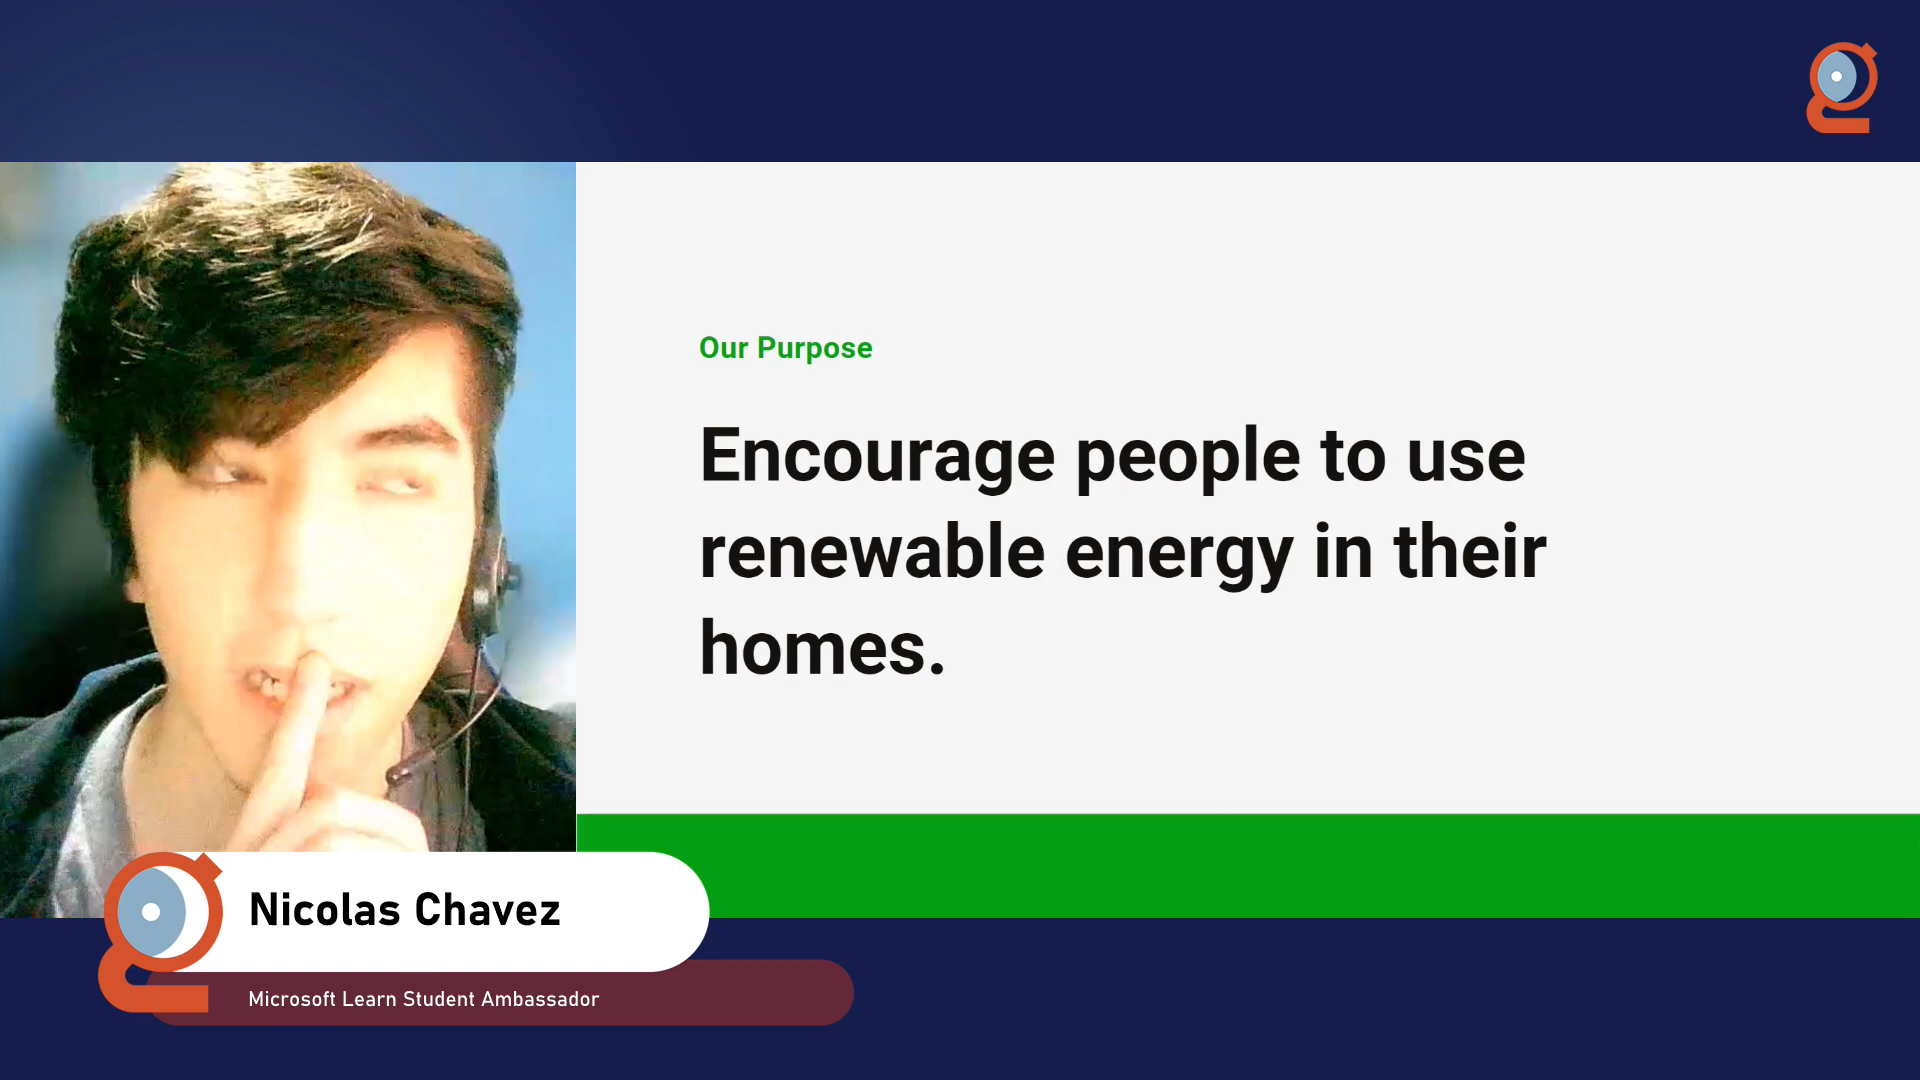 Our Purpose
Encourage people to use
renewable energy in their
homes.
Nicolas Chavez
Microsoft Learn Student Ambassador